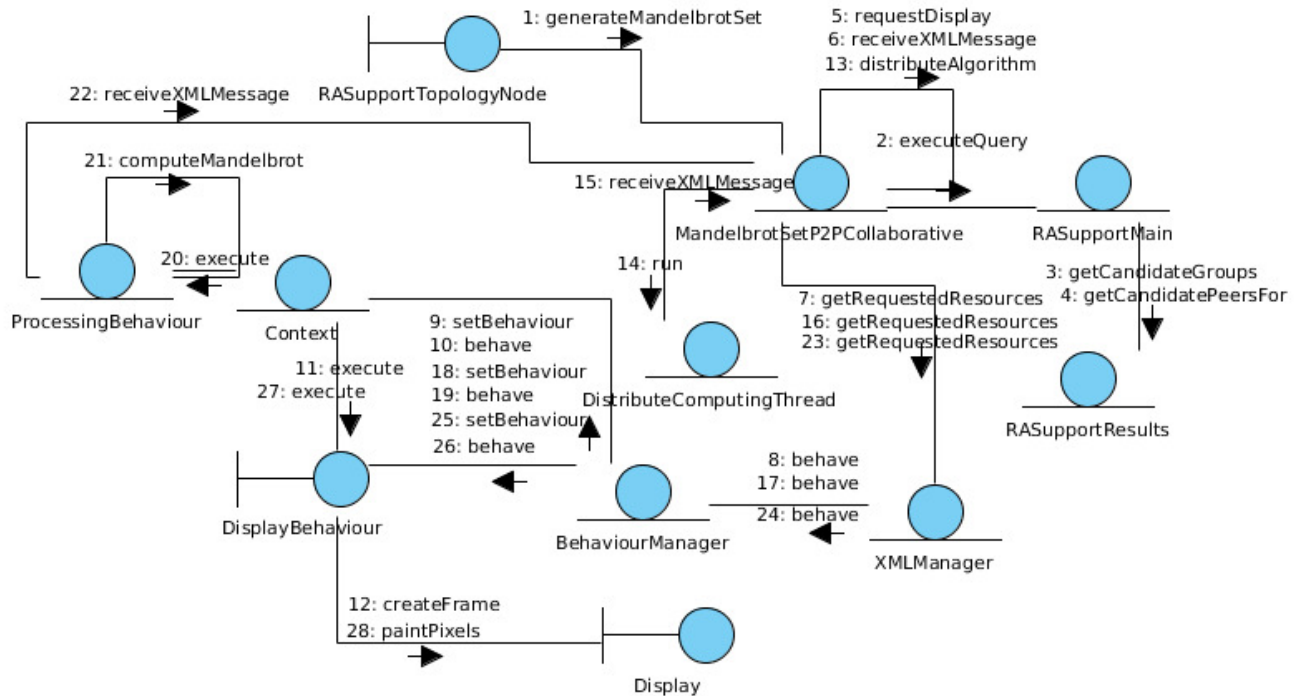 1: generateMandelbrotSet
5: requestDisplay
6: receiveXMLMessage
13: distributeAlgorithm
RASupportTopologyNode
22: receiveXMLMessage
2: executeQuery
21: computeMandelbrot
15: receiveXMLMessage
MandelbrotSetP2PCollaborative
RASupportMain
20: execute
14: run
3: getCandidateGroups
4: getCandidatePeersFor
ProcessingBehaviour
Context
7: getRequestedResources
16: getRequestedResources
23: getRequestedResources
9: setBehaviour
10: behave
18: setBehaviour
19: behave
25: setBehaviour
26: behave
11: execute
27: execute
DistributeComputingThread
RASupportResults
8: behave
17: behave
24: behave
DisplayBehaviour
BehaviourManager
XMLManager
12: createFrame
28: paintPixels
Display